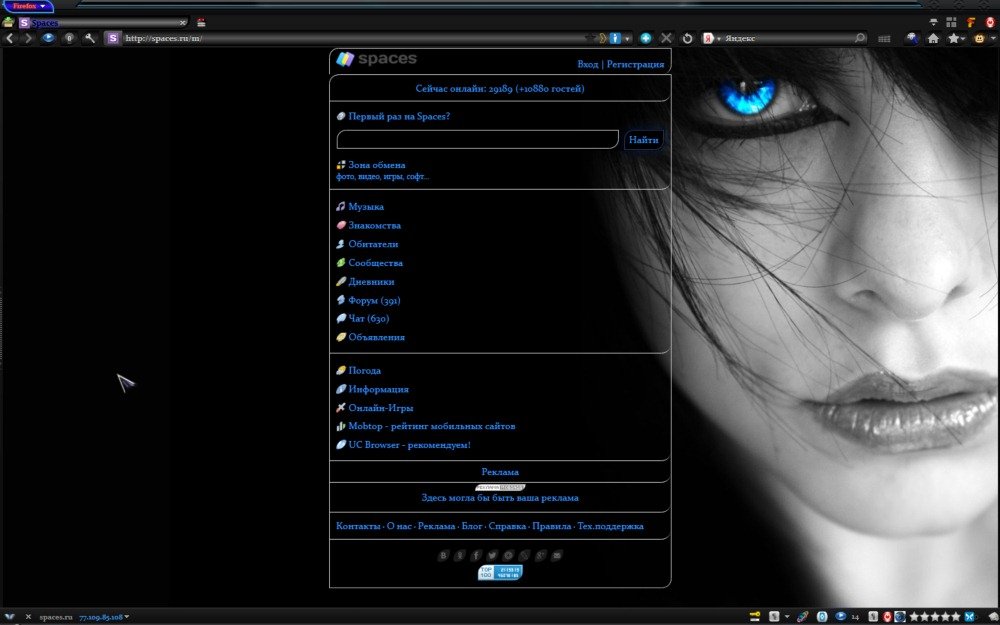 Firefox
Spaces
http://spaces.ru/m/
Яндекс
spaces
Вход | Регистрация
Сейчас онлайн: 29189 (+10880 гостей)
Первый раз на Spaces?
Найти
Зона обмена
фото, видео, игры, софт...
Музыка
Знакомства
Обитатели
Сообщества
Дневники
Форум (391)
Чат (630)
Объявления
Погода
Информация
Онлайн-Игры
Mobtop - рейтинг мобильных сайтов
UC Browser - рекомендуем!
Реклама
Здесь могла бы быть ваша реклама
Контакты · О нас · Реклама · Блог · Справка · Правила · Тех.поддержка
TOP 100
spaces.ru 77.109.85.108
14